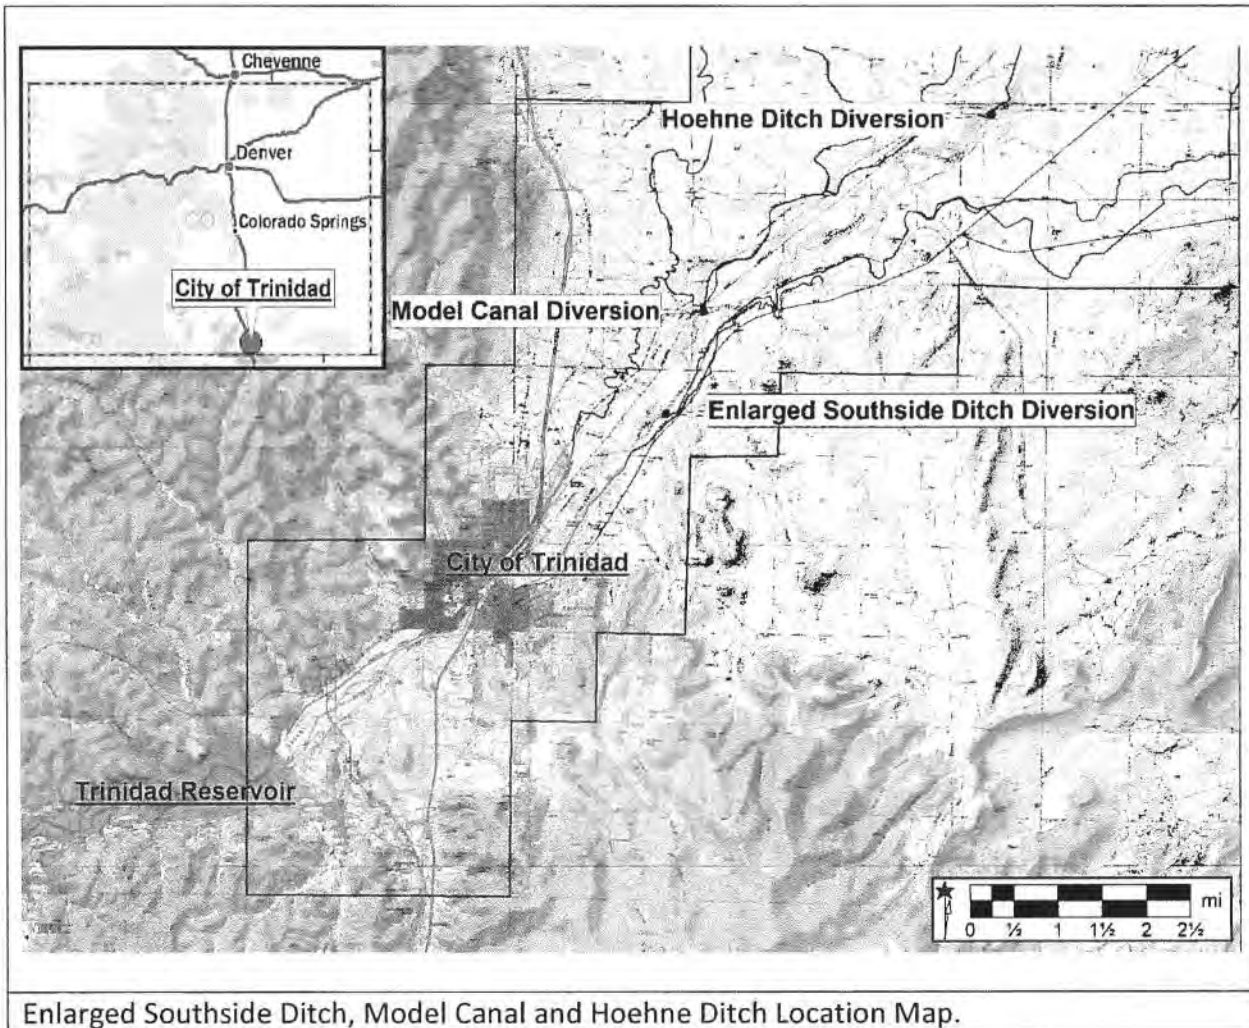 Cheyenne
Denver
Colorado Springs
City of Trinidad
Hoehne Ditch Diversion
Model Canal Diversion
Enlarged Southside Ditch Diversion
City of Trinidad
Trinidad Reservoir
mi
0 ½ 1 1½ 2 2½
Enlarged Southside Ditch, Model Canal and Hoehne Ditch Location Map.